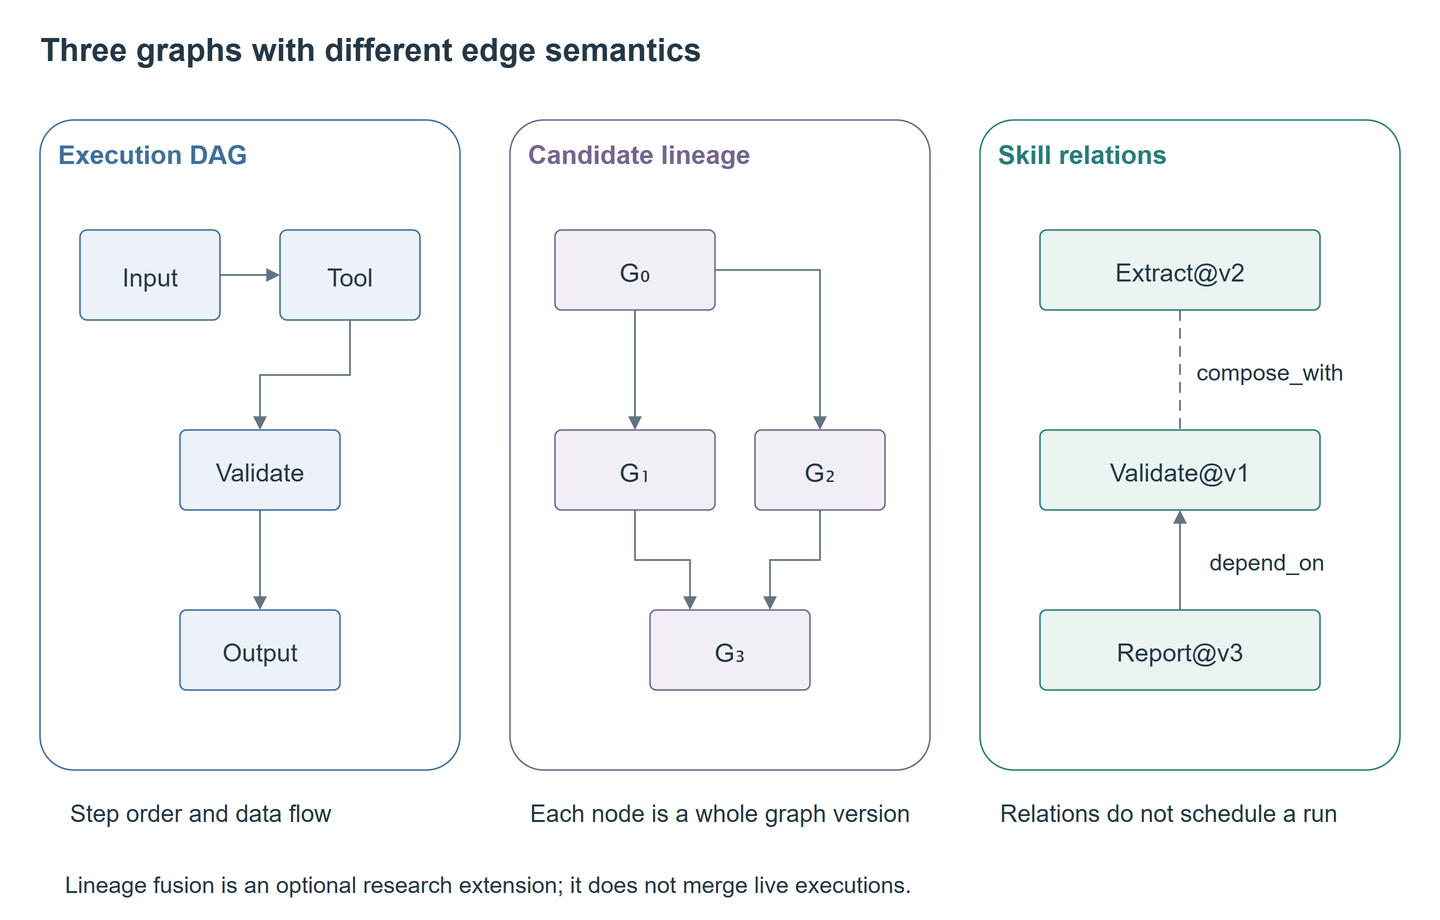 Three graphs with different edge semantics
Execution DAG
Input
Tool
Validate
Output
Step order and data flow
Candidate lineage
G₀
G₁
G₂
G₃
Each node is a whole graph version
Skill relations
Extract@v2
compose_with
Validate@v1
depend_on
Report@v3
Relations do not schedule a run
Lineage fusion is an optional research extension; it does not merge live executions.